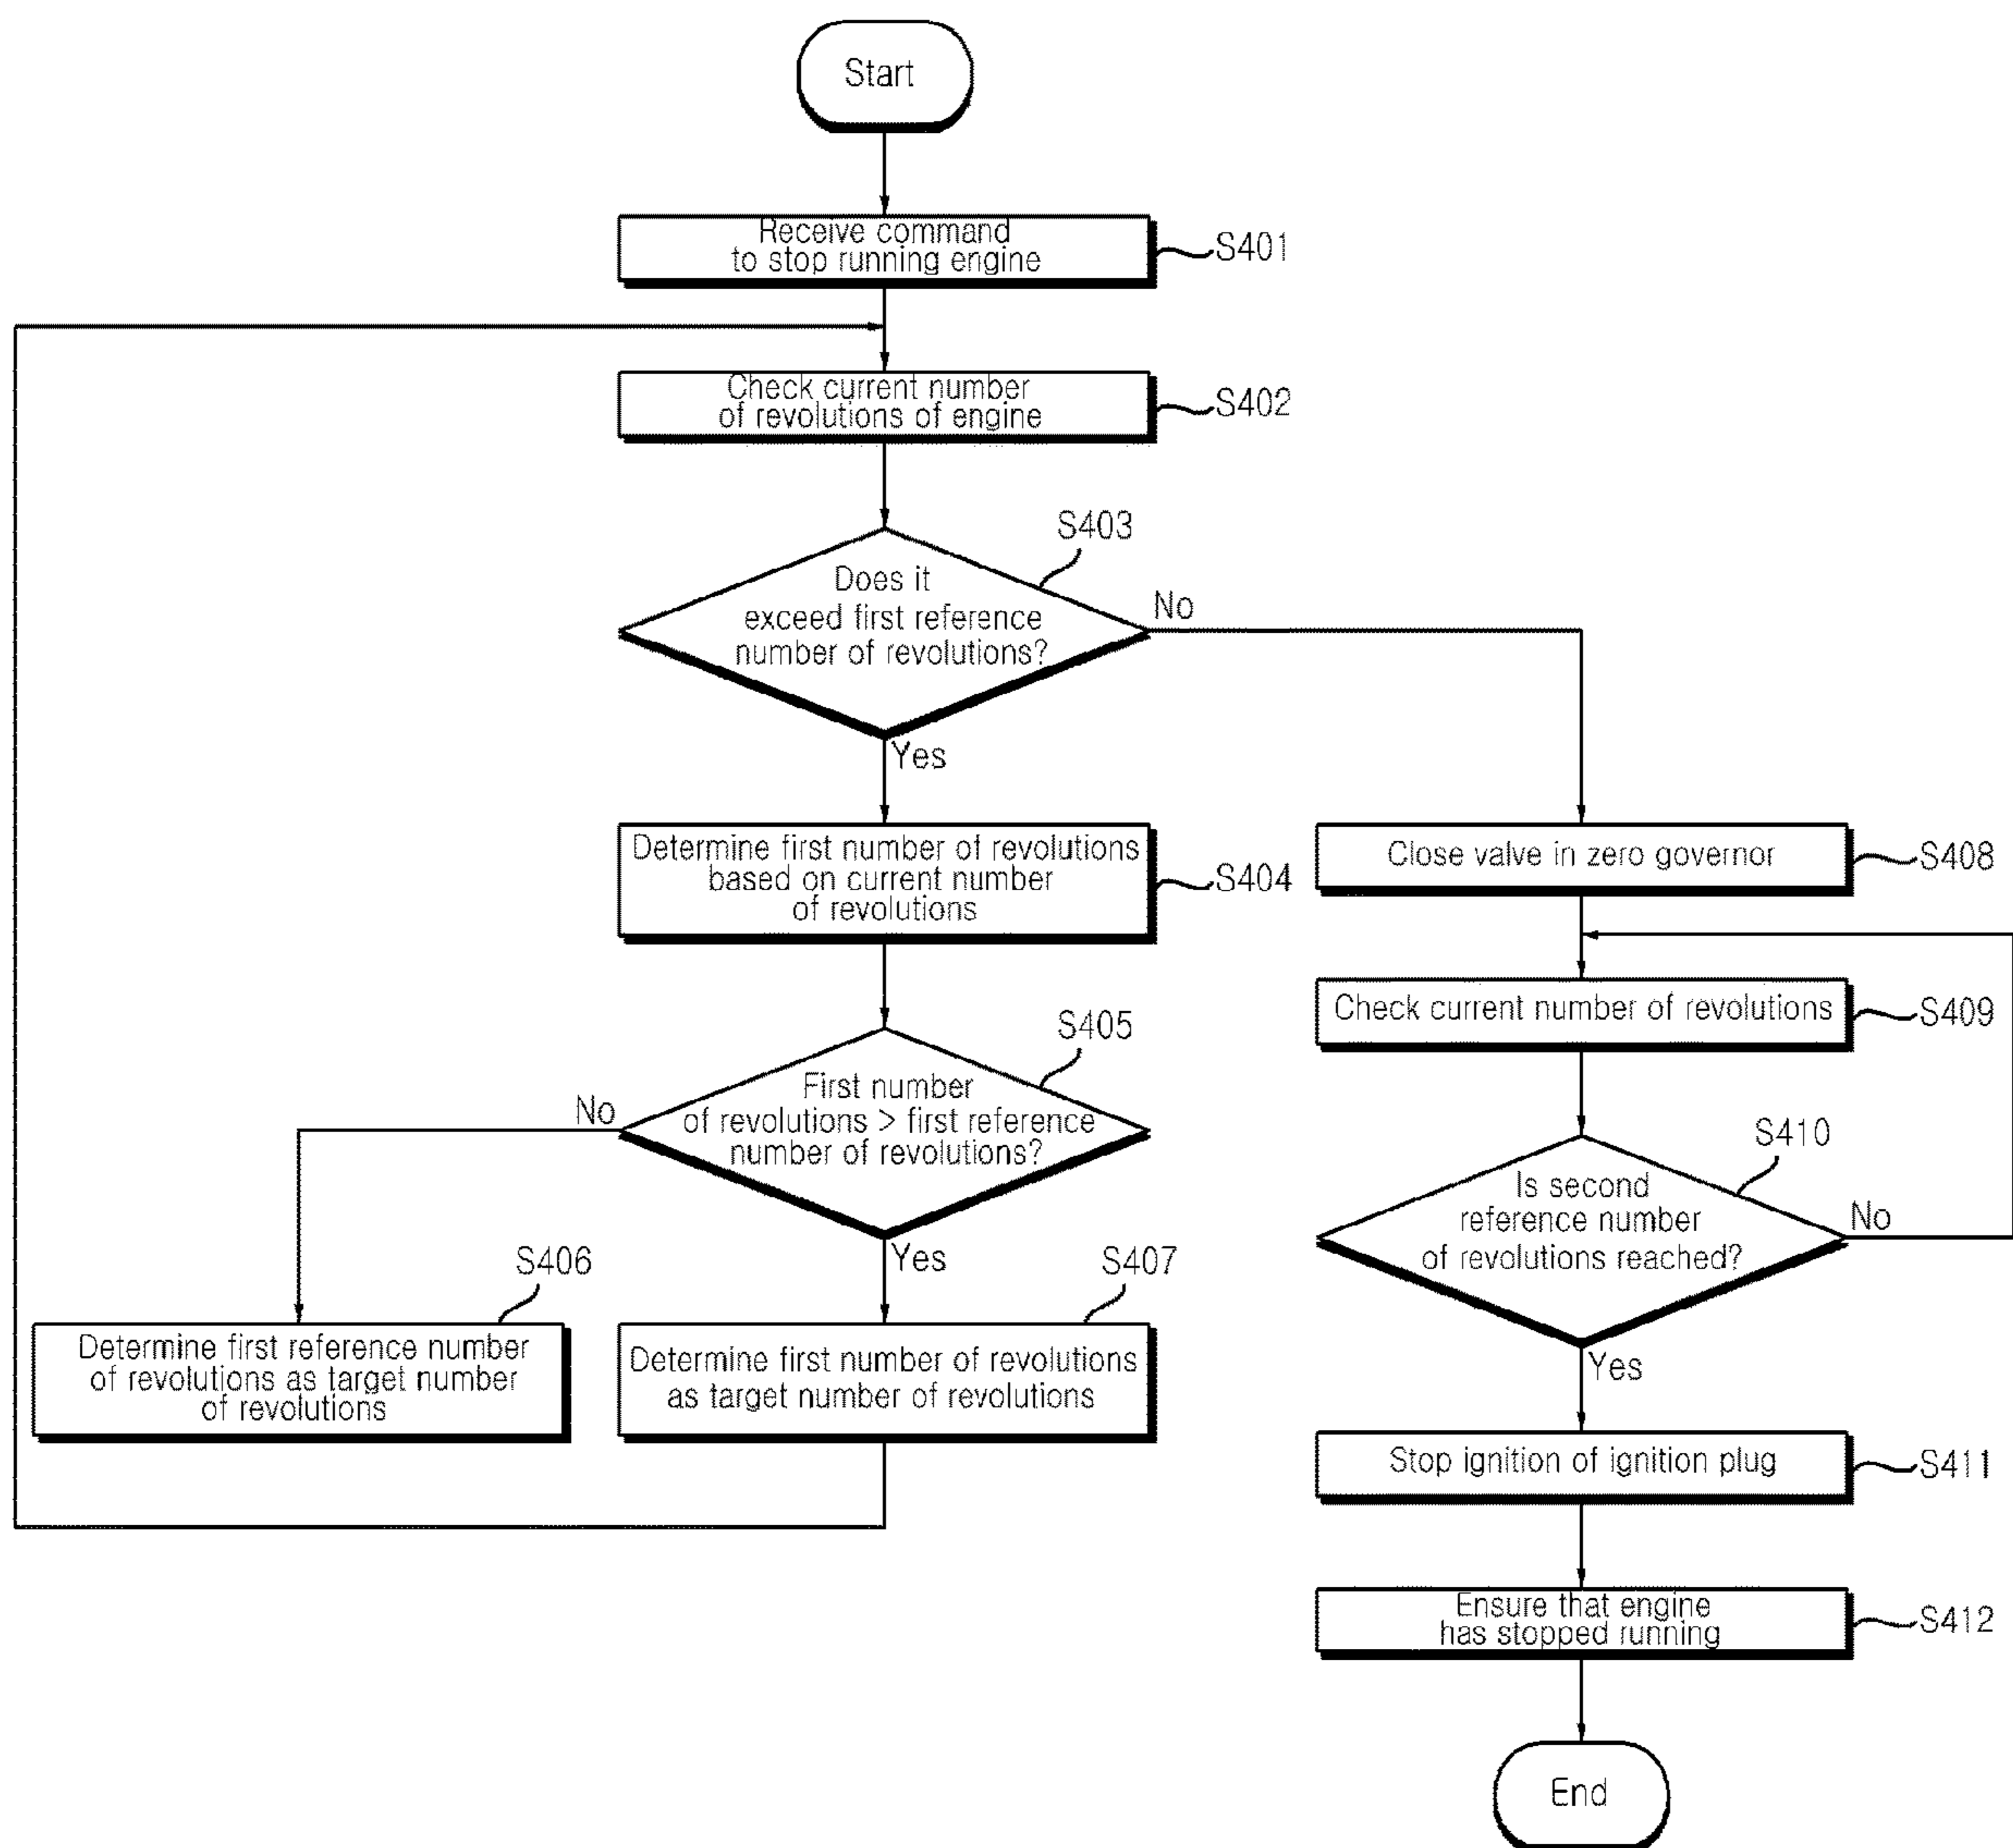 Start
Receive command
to stop running engine
S401
Check current number
of revolutions of engine
S402
S403
Does it
exceed first reference
number of revolutions?
No
Yes
Determine first number of revolutions
based on current number
of revolutions
S404
S405
First number
of revolutions > first reference
number of revolutions?
No
Yes
S406
Determine first reference number
of revolutions as target number
of revolutions
S407
Determine first number of revolutions
as target number of revolutions
Close valve in zero governor
S408
Check current number of revolutions
S409
S410
Is second
reference number
of revolutions reached?
No
Yes
Stop ignition of ignition plug
S411
Ensure that engine
has stopped running
S412
End